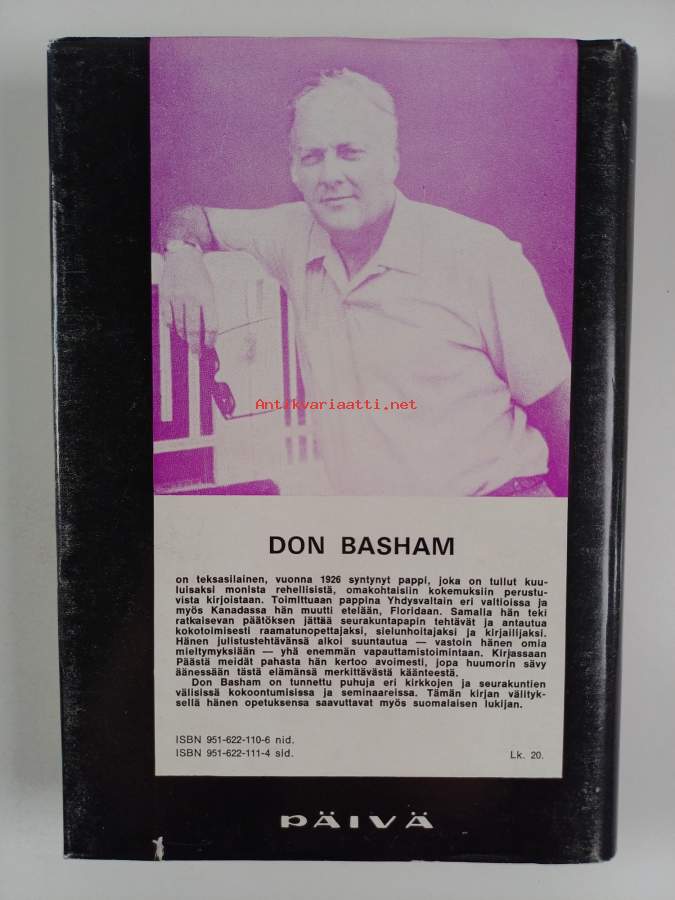 Antikvariaatti.net
DON BASHAM
on teksasilainen, vuonna 1926 syntynyt pappi, joka on tullut kuu-
luisaksi monista rehellisistä, omakohtaisiin kokemuksiin perustu-
vista kirjoistaan. Toimittuaan pappina Yhdysvaltain eri valtioissa ja
myös Kanadassa hän muutti etelään, Floridaan. Samalla hän teki
ratkaisevan päätöksen jättää seurakuntapapin tehtävät ja antautua
kokotoimisesti raamatunopettajaksi, sielunhoitajaksi ja kirjailijaksi.
Hänen julistustehtävänsä alkoi suuntautua — vastoin hänen omia
mieltymyksiään — yhä enemmän vapauttamistoimintaan. Kirjassaan
Päästä meidät pahasta hän kertoo avoimesti, jopa huumorin sävy
äänessään tästä elämänsä merkittävästä käänteestä.
Don Basham on tunnettu puhuja eri kirkkojen ja seurakuntien
välisissä kokoontumisissa ja seminaareissa. Tämän kirjan välityk-
sellä hänen opetuksensa saavuttavat myös suomalaisen lukijan.
ISBN 951-622-110-6 nid.
ISBN 951-622-111-4 sid.
Lk. 20.
PÄIVÄ